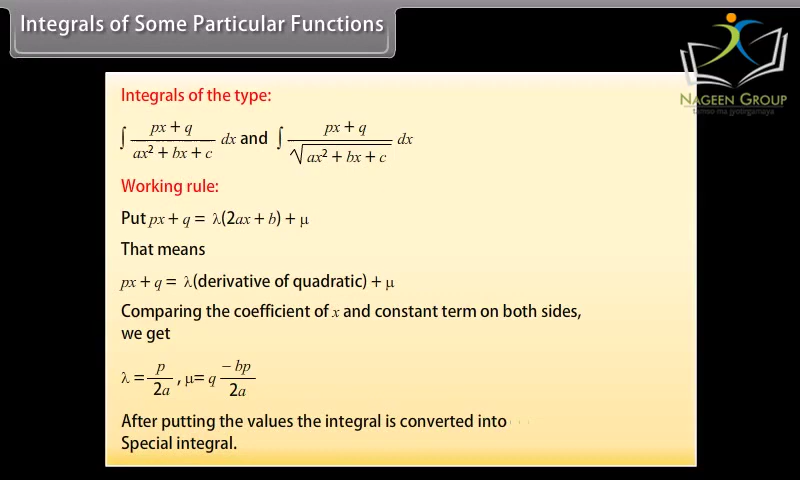 Integrals of Some Particular Functions
NAGEEN GROUP
tamso ma jyotirgamaya
Integrals of the type:
∫ (px + q)/(ax² + bx + c) dx and ∫ (px + q)/√(ax² + bx + c) dx
Working rule:
Put px + q = λ(2ax + b) + μ
That means
px + q = λ(derivative of quadratic) + μ
Comparing the coefficient of x and constant term on both sides,
we get
λ = p/2a , μ= q −bp/2a
After putting the values the integral is converted into
Special integral.